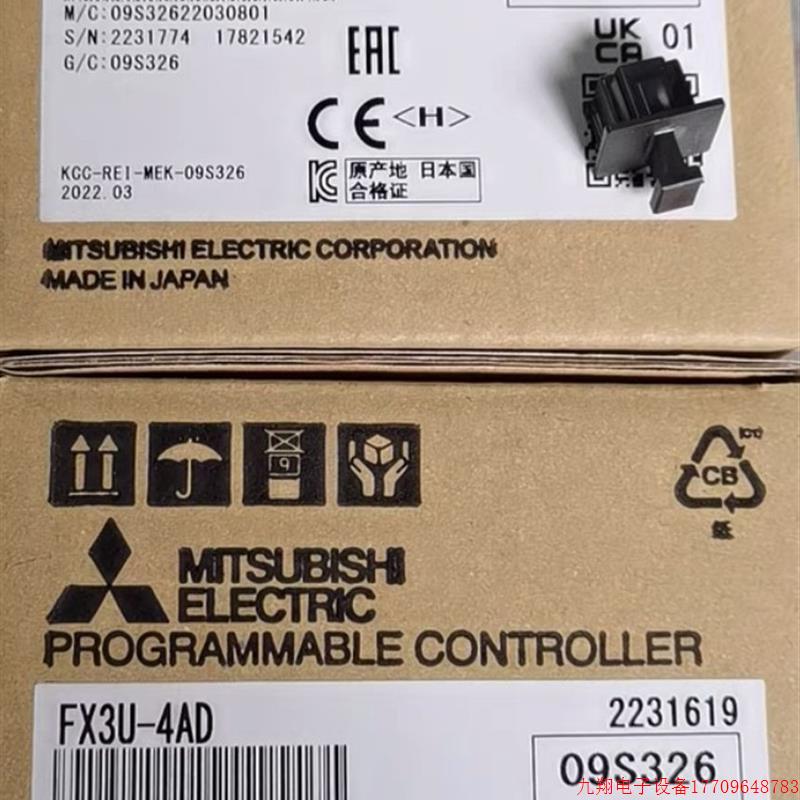 M/C:09S32622030801
S/N:2231774 17821542
G/C:09S326
EAC
UK
CA
01
CE <H>
KCC-REI-MEK-09S326
2022.03
原产地 日本国
合格证
MITSUBISHI ELECTRIC CORPORATION
MADE IN JAPAN
9
CB
纸
MITSUBISHI
ELECTRIC
PROGRAMMABLE CONTROLLER
FX3U-4AD
2231619
09S326
九翔电子设备17709648783